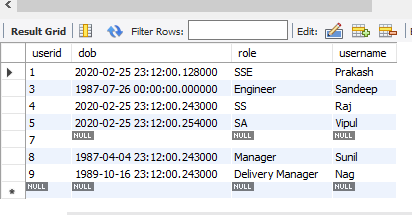 Result Grid Filter Rows: Edit:
userid dob role username
1 2020-02-25 23:12:00.128000 SSE Prakash
3 1987-07-26 00:00:00.000000 Engineer Sandeep
4 2020-02-25 23:12:00.243000 SS Raj
5 2020-02-25 23:12:00.254000 SA Vipul
7 NULL NULL NULL
8 1987-04-04 23:12:00.243000 Manager Sunil
9 1989-10-16 23:12:00.243000 Delivery Manager Nag
NULL NULL NULL NULL